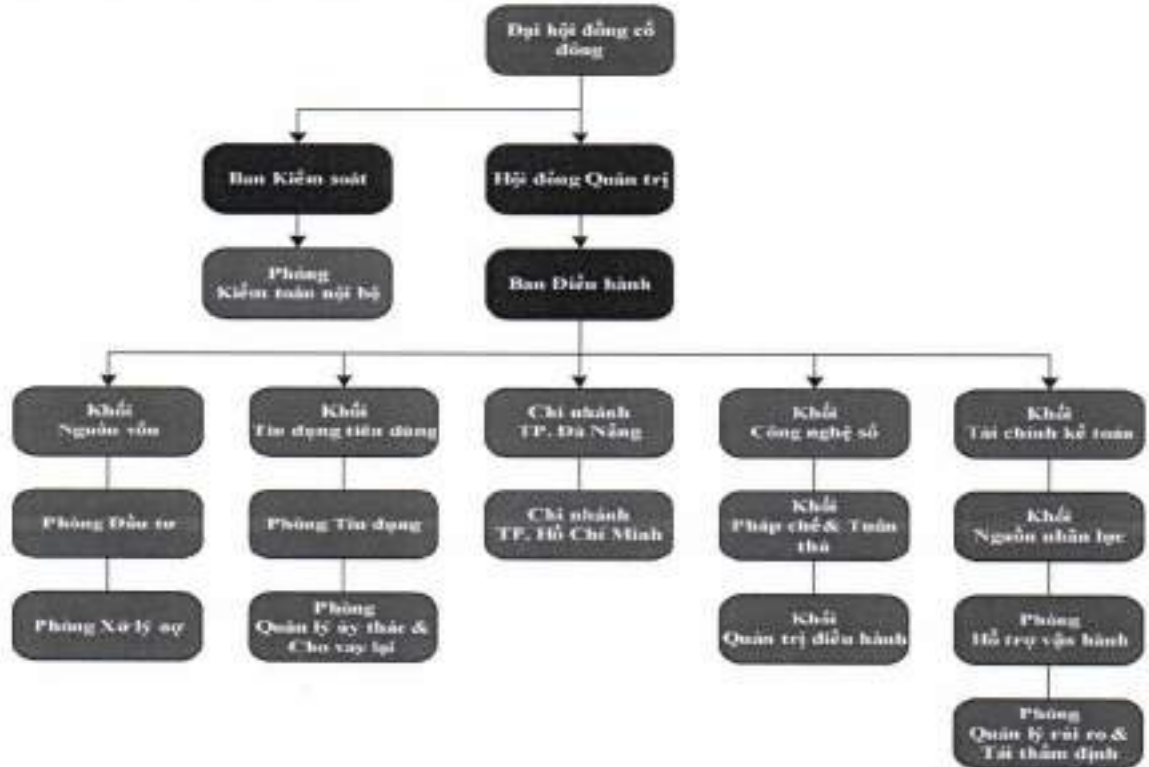 Đại hội đồng cổ
đông
Ban Kiểm soát
Hội đồng Quản trị
Phòng
Kiểm toán nội bộ
Ban Điều hành
Khối
Nguồn vốn
Khối
Tín dụng tiêu dùng
Chi nhánh
TP. Đà Nẵng
Khối
Công nghệ số
Khối
Tài chính kế toán
Phòng Đầu tư
Phòng Tín dụng
Chi nhánh
TP. Hồ Chí Minh
Khối
Pháp chế & Tuân
thủ
Khối
Nguồn nhân lực
Phòng Xử lý nợ
Phòng
Quản lý ủy thác &
Cho vay lại
Khối
Quản trị điều hành
Phòng
Hỗ trợ vận hành
Phòng
Quản lý rủi ro &
Tái thẩm định